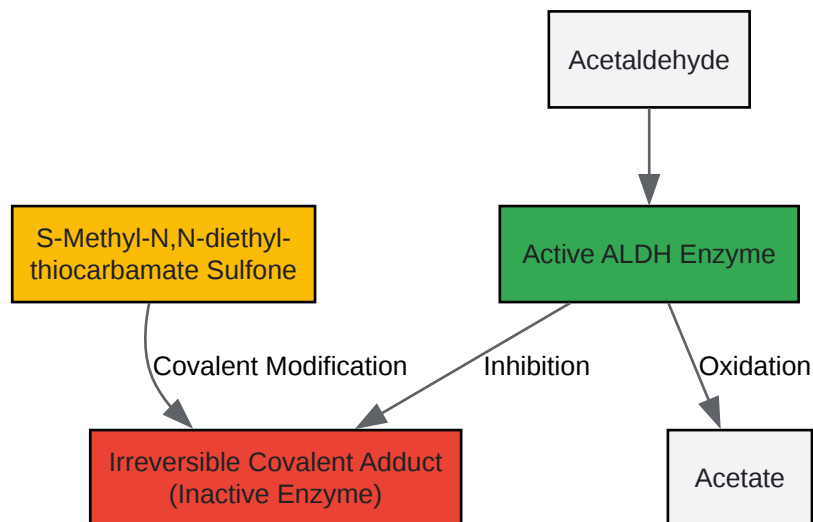 Acetaldehyde
S-Methyl-N,N-diethyl-
thiocarbamate Sulfone
Active ALDH Enzyme
Covalent Modification
Inhibition
Oxidation
Irreversible Covalent Adduct
(Inactive Enzyme)
Acetate